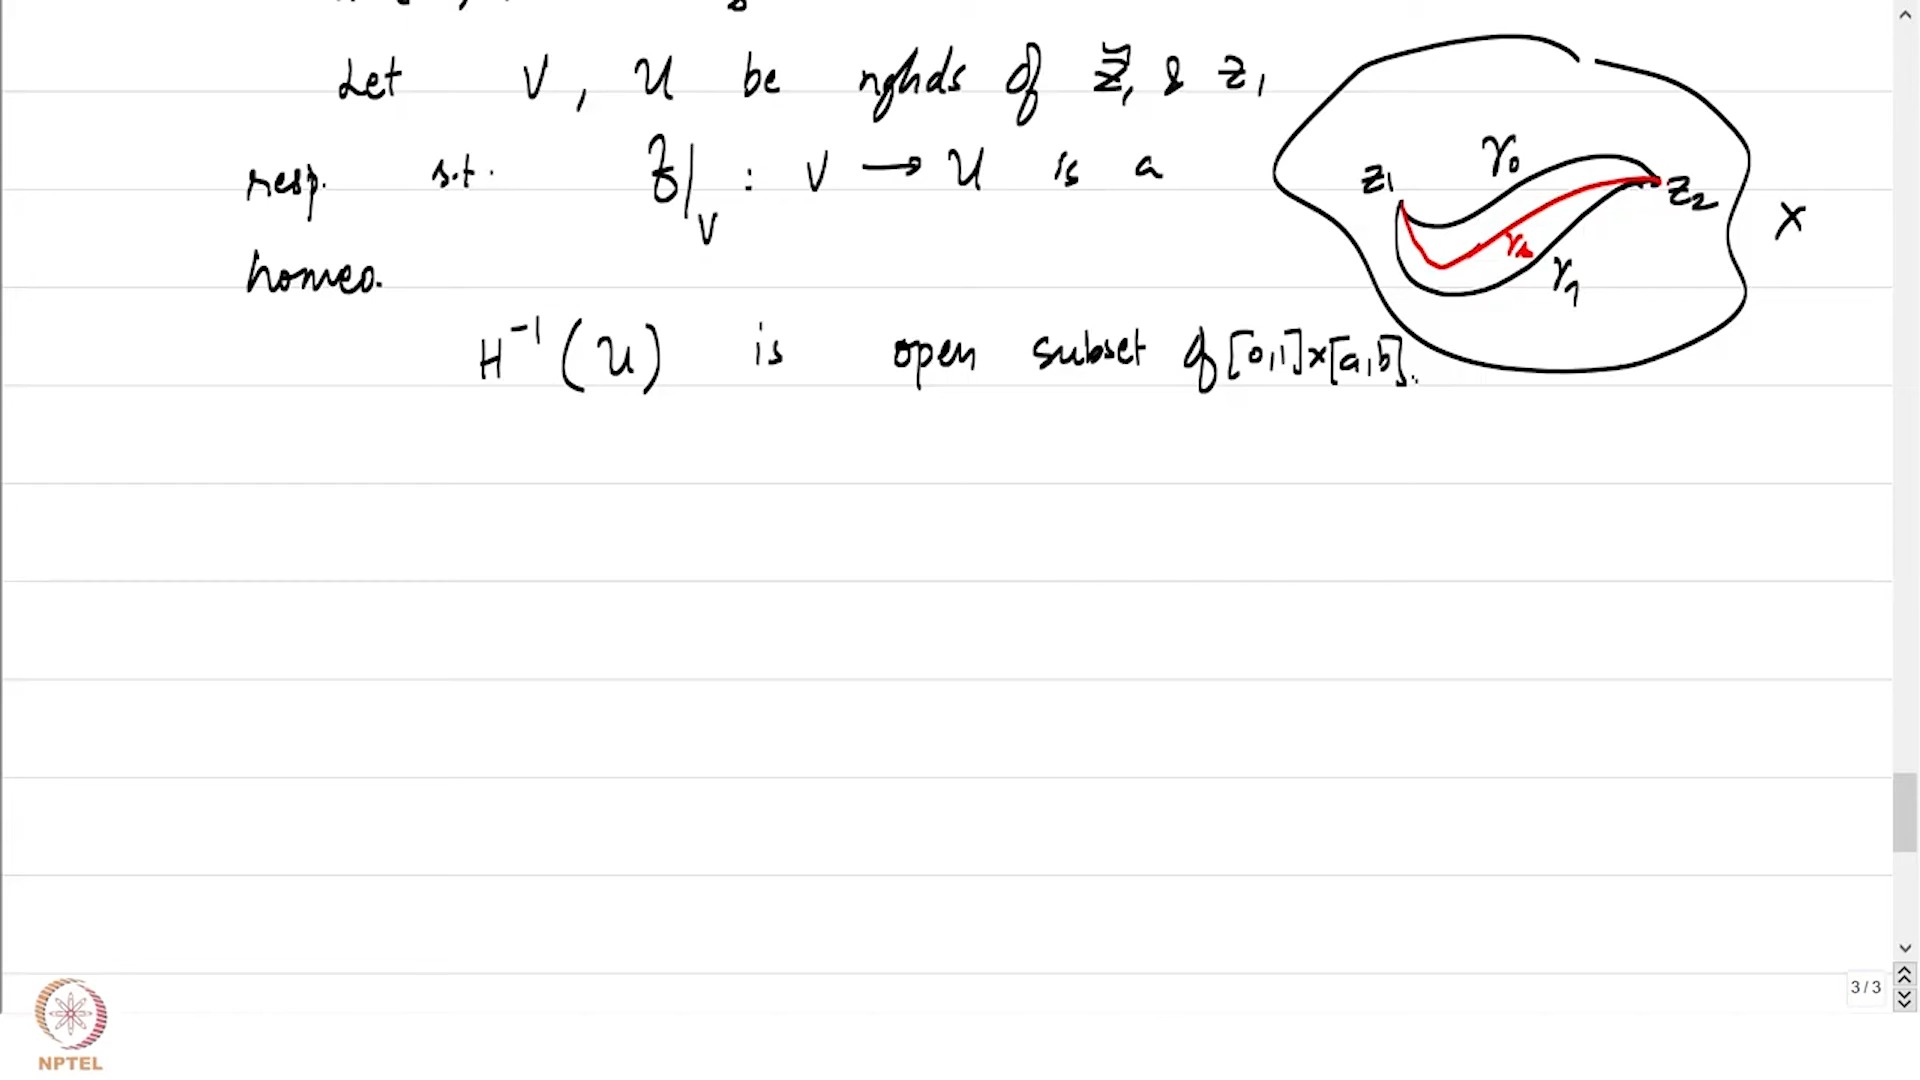 Let V, U be nghds of z̃₁ & z₁
resp. s.t. f|_V : V → U is a
homeo.
H⁻¹(U) is open subset of [0,1]×[a,b].
γ₀
z₁
z₂
X
γₛ
γ₁
3 / 3
NPTEL